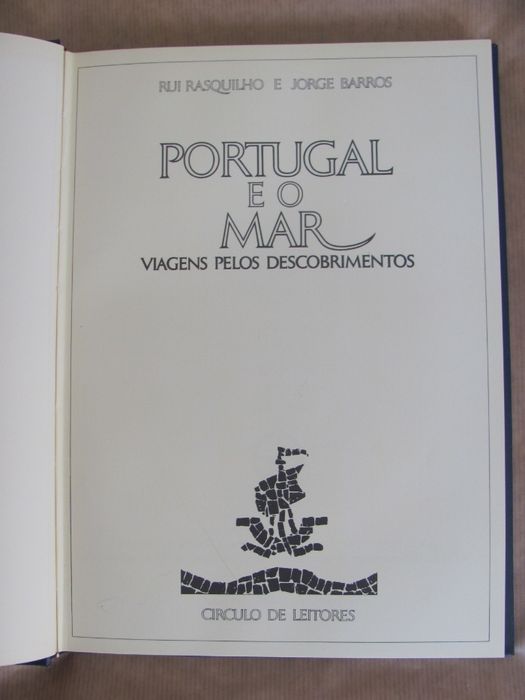 RUI RASQUILHO E JORGE BARROS
PORTUGAL
E O
MAR
VIAGENS PELOS DESCOBRIMENTOS
CIRCULO DE LEITORES